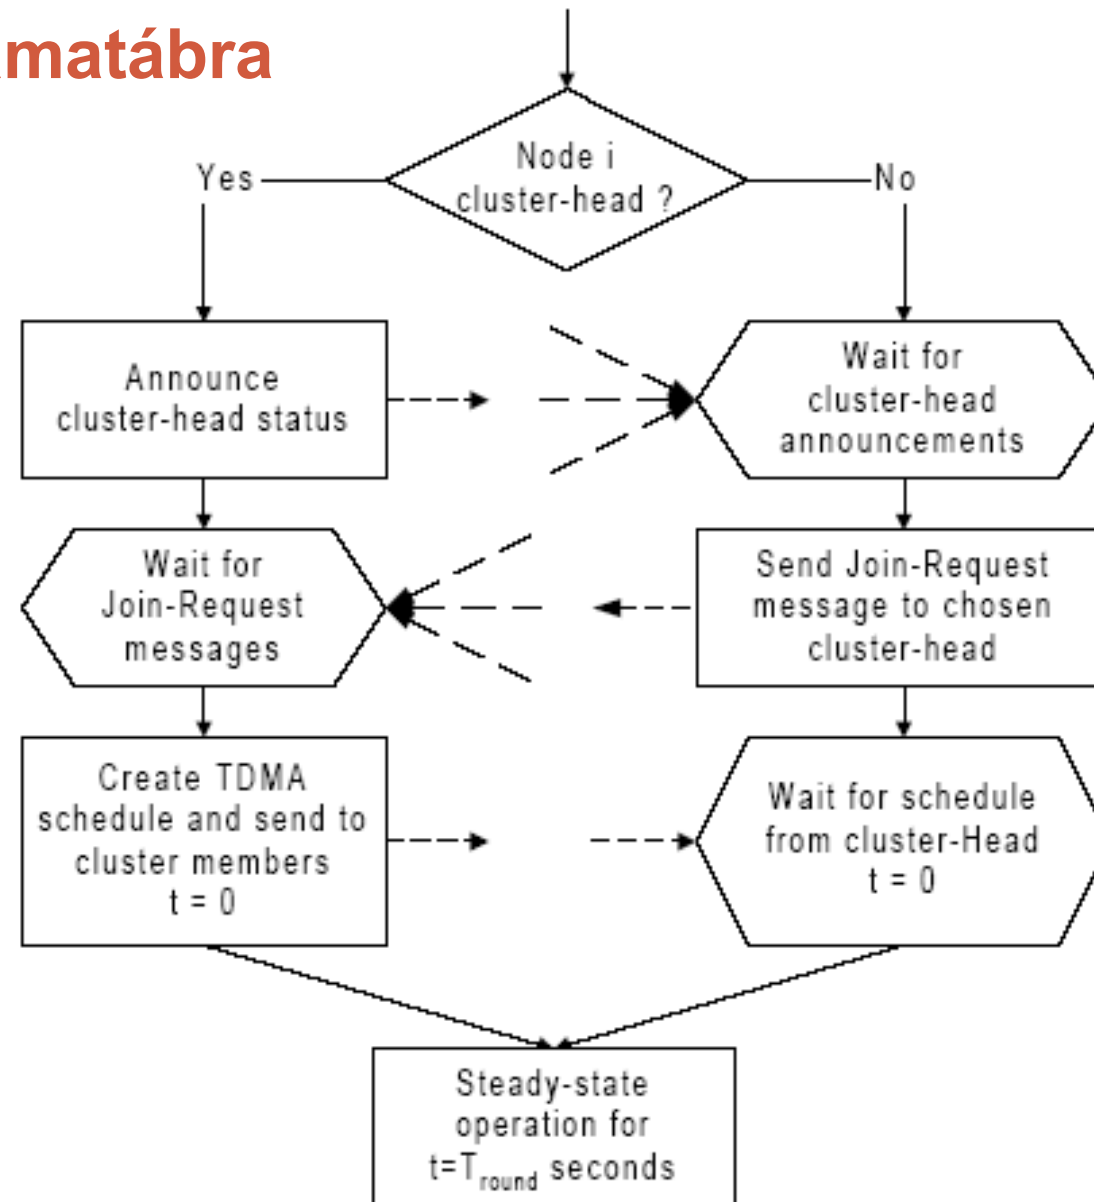 matábra
Node i
cluster-head ?
Yes
No
Announce
cluster-head status
Wait for
cluster-head
announcements
Wait for
Join-Request
messages
Send Join-Request
message to chosen
cluster-head
Create TDMA
schedule and send to
cluster members
t = 0
Wait for schedule
from cluster-Head
t = 0
Steady-state
operation for
t=Tround seconds